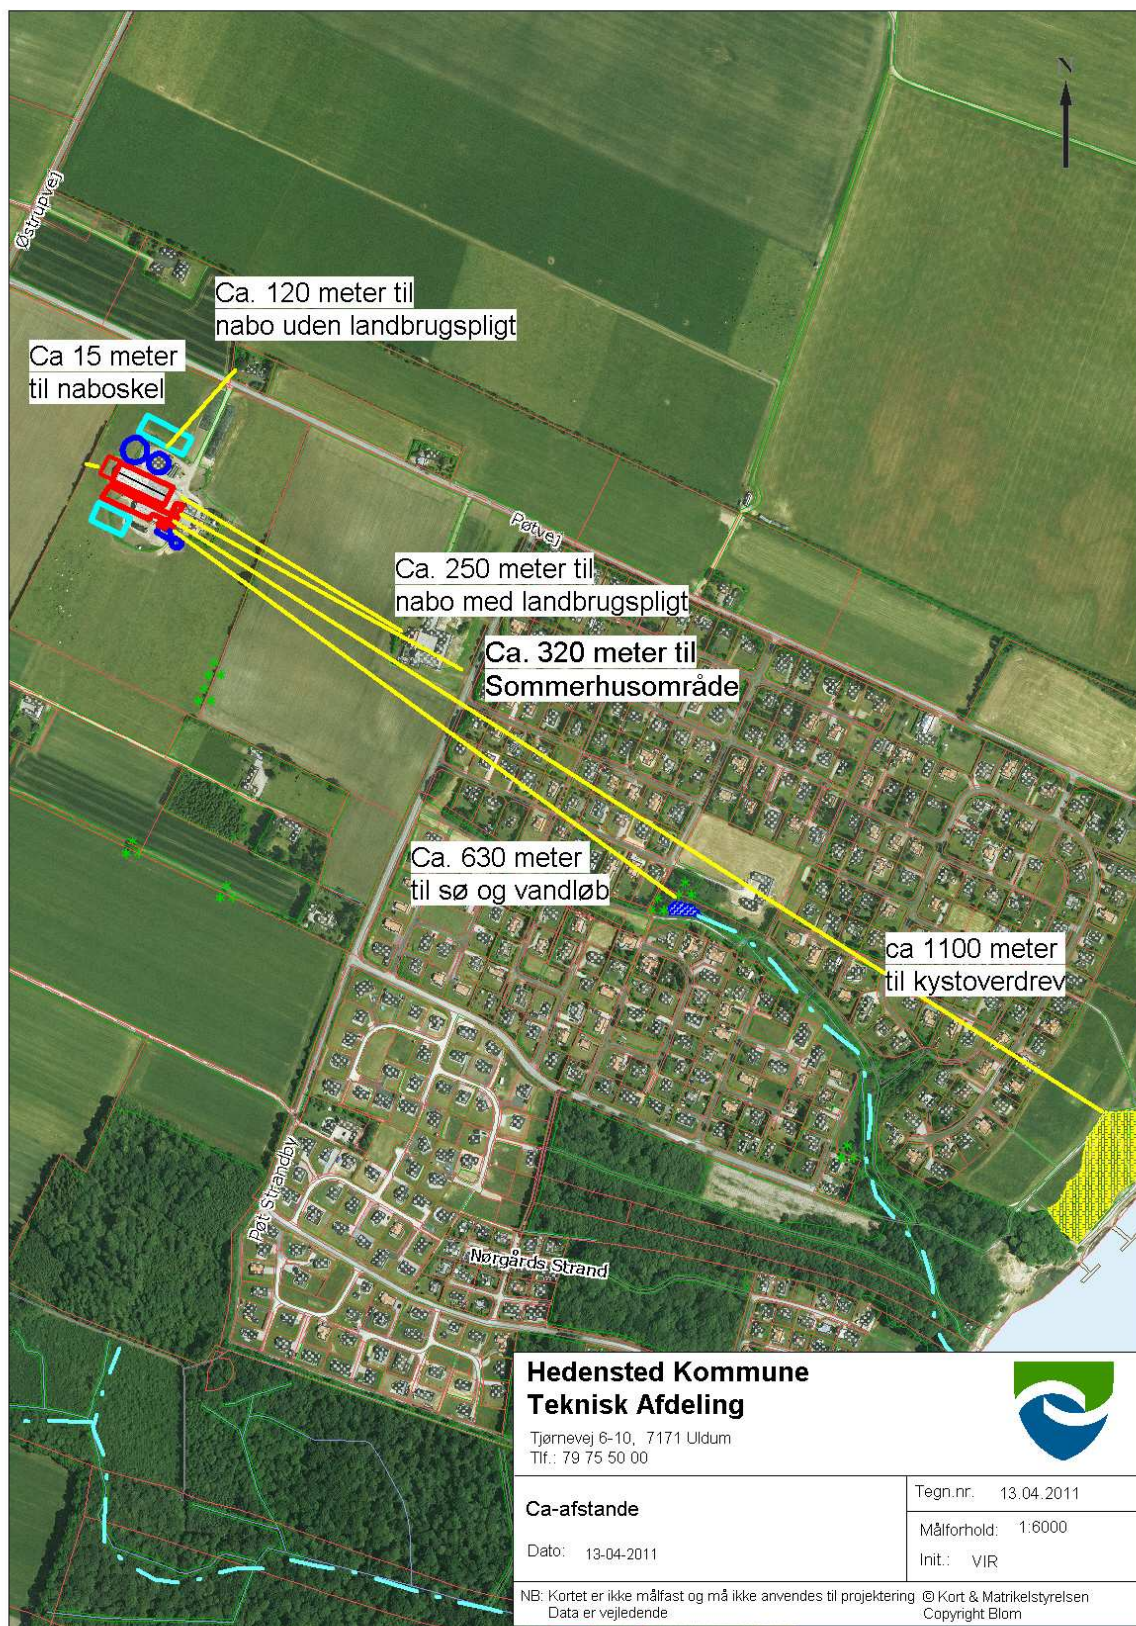 N
Østrupvej
Ca. 120 meter til
nabo uden landbrugspligt
Ca 15 meter
til naboskel
Pøtvej
Ca. 250 meter til
nabo med landbrugspligt
Ca. 320 meter til
Sommerhusområde
Ca. 630 meter
til sø og vandløb
ca 1100 meter
til kystoverdrev
Pøt Strandby
Nørgårds Strand
Hedensted Kommune
Teknisk Afdeling
Tjørnevej 6-10, 7171 Uldum
Tlf.: 79 75 50 00
Ca-afstande
Dato: 13-04-2011
Tegn.nr. 13.04.2011
Målforhold: 1:6000
Init.: VIR
NB: Kortet er ikke målfast og må ikke anvendes til projektering
Data er vejledende
© Kort & Matrikelstyrelsen
Copyright Blom